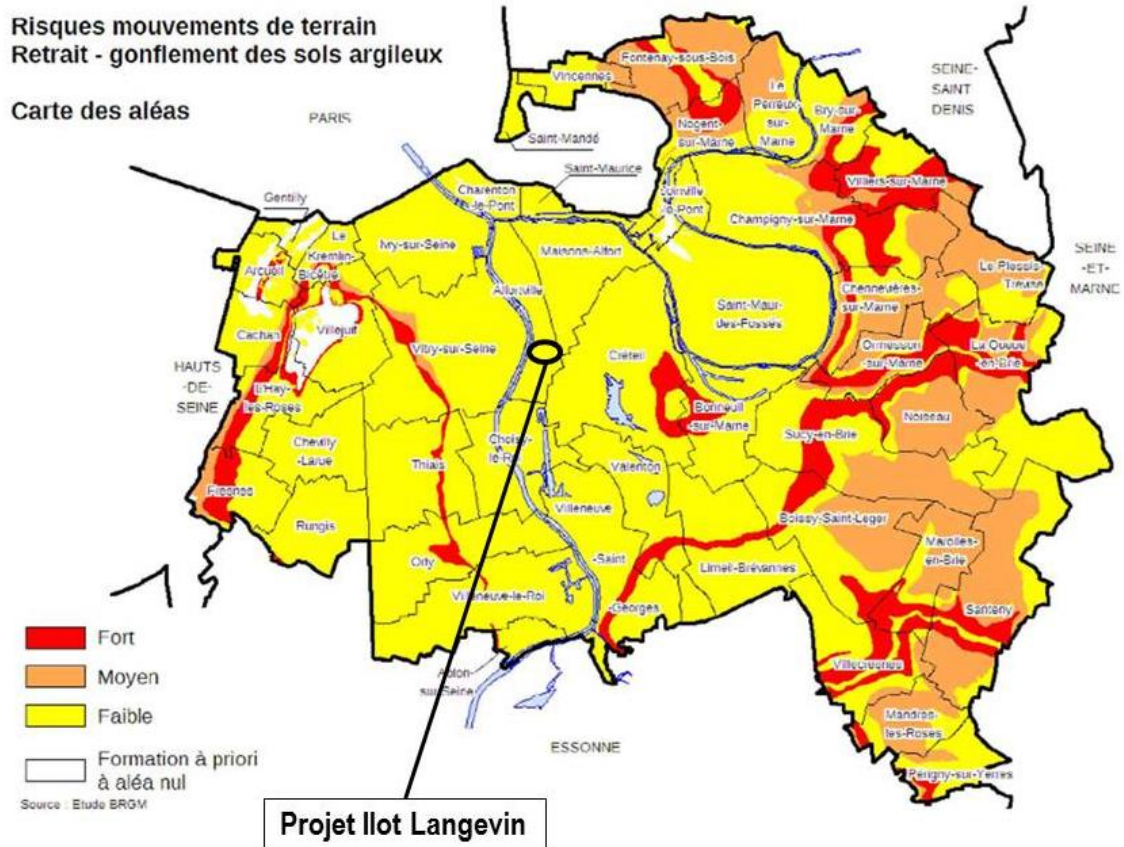 Risques mouvements de terrain
Retrait - gonflement des sols argileux
Carte des aléas
PARIS
SEINE-
SAINT
DENIS
Fontenay-sous-Bois
Vincennes
Le
Perreux-
sur-
Marne
Bry-sur-
Marne
Nogent-
sur-Marne
Saint-Mandé
Saint-Maurice
Charenton
-le-Pont
Joinville
-le-Pont
Villiers-sur-Marne
Champigny-sur-Marne
Gentilly
Le
Kremlin-
Bicêtre
Ivry-sur-Seine
Maisons-Alfort
Arcueil
Alfortville
SEINE
-ET-
MARNE
Le Plessis-
Trevise
Chennevières-
sur-Marne
Saint-Maur-
des-Fossés
Cachan
Villejuif
Vitry-sur-Seine
Ormesson-
sur-Marne
La Queue-
en-Brie
Créteil
HAUTS
-DE-
SEINE
L'Hay-
les-Roses
Bonneuil
-sur-Marne
Noiseau
Sucy-en-Brie
Chevilly
-Larue
Thiais
Choisy-
le-Roi
Valenton
Villeneuve
Fresnes
Rungis
Boissy-Saint-Leger
Marolles-
en-Brie
Orly
-Saint
Limeil-Brévannes
Villeneuve-le-Roi
-Georges
Santeny
Villecresnes
Ablon-
sur-Seine
Mandres-
les-Roses
ESSONNE
Périgny-sur-Yerres
Fort
Moyen
Faible
Formation à priori
à aléa nul
Source : Etude BRGM
Projet Ilot Langevin